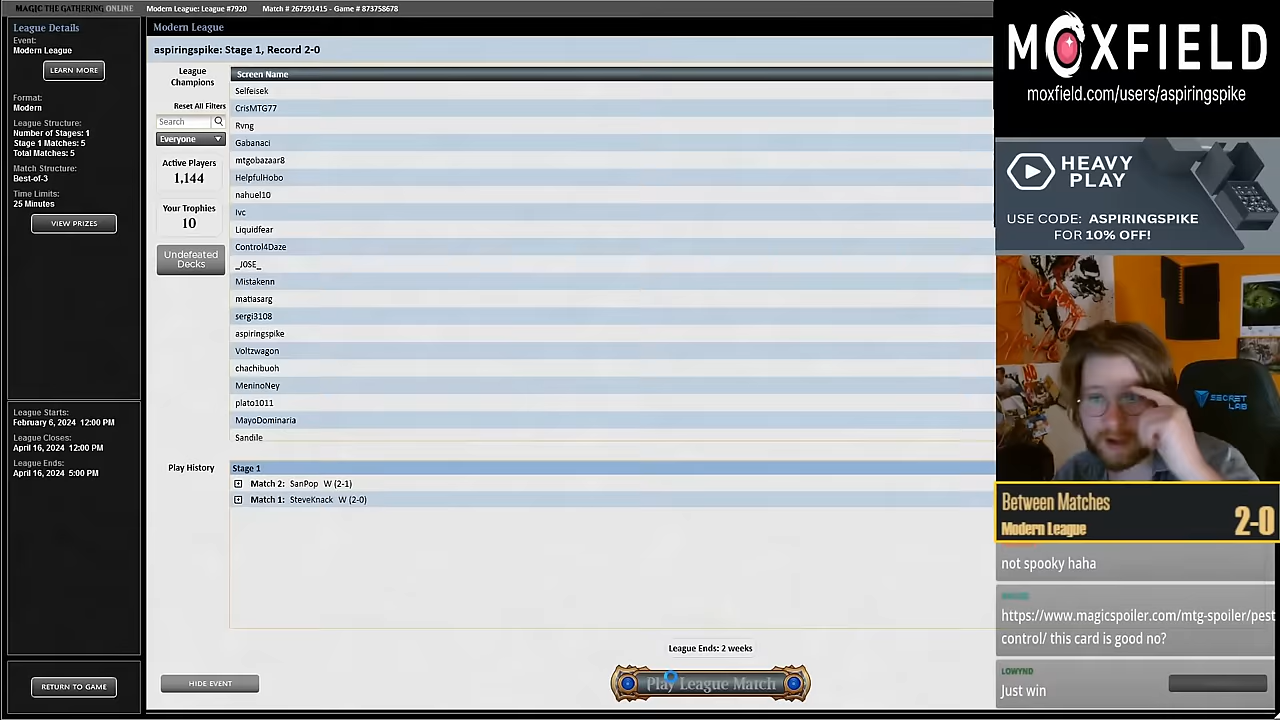 MAGIC THE GATHERING ONLINE
Modern League: League #7920
Match # 267591415 - Game # 873758678
League Details
Event:
Modern League
LEARN MORE
Format:
Modern
League Structure:
Number of Stages: 1
Stage 1 Matches: 5
Total Matches: 5
Match Structure:
Best-of-3
Time Limits:
25 Minutes
VIEW PRIZES
League Starts:
February 6, 2024 12:00 PM
League Closes:
April 16, 2024 12:00 PM
League Ends:
April 16, 2024 5:00 PM
RETURN TO GAME
Modern League
aspiringspike: Stage 1, Record 2-0
League
Champions
Reset All Filters
Search
Everyone
Active Players
1,144
Your Trophies
10
Undefeated
Decks
Screen Name
Selfeisek
CrisMTG77
Rvng
Gabanaci
mtgobazaar8
HelpfulHobo
nahuel10
lvc
Liquidfear
Control4Daze
_J0SE_
Mistakenn
matiasarg
sergi3108
aspiringspike
Voltzwagon
chachibuoh
MeninoNey
plato1011
MayoDominaria
Sandile
Play History
Stage 1
Match 2: SanPop W (2-1)
Match 1: SteveKnack W (2-0)
League Ends: 2 weeks
HIDE EVENT
Play League Match
MOXFIELD
moxfield.com/users/aspiringspike
HEAVY
PLAY
USE CODE: ASPIRINGSPIKE
FOR 10% OFF!
SECRET
LAB
Between Matches
Modern League
2-0
not spooky haha
https://www.magicspoiler.com/mtg-spoiler/pest
control/ this card is good no?
LOWYND
Just win